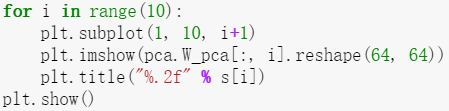 for i in range(10):
    plt.subplot(1, 10, i+1)
    plt.imshow(pca.W_pca[:, i].reshape(64, 64))
    plt.title("%.2f" % s[i])
plt.show()